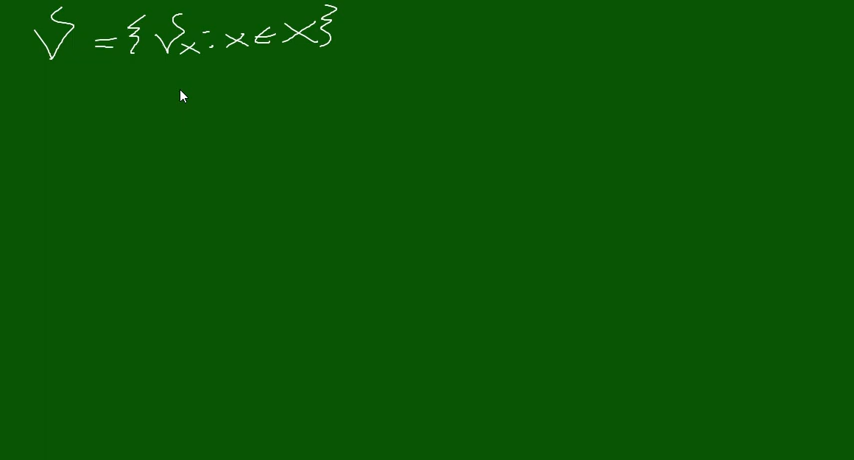 V = { V_x : x ∈ X }